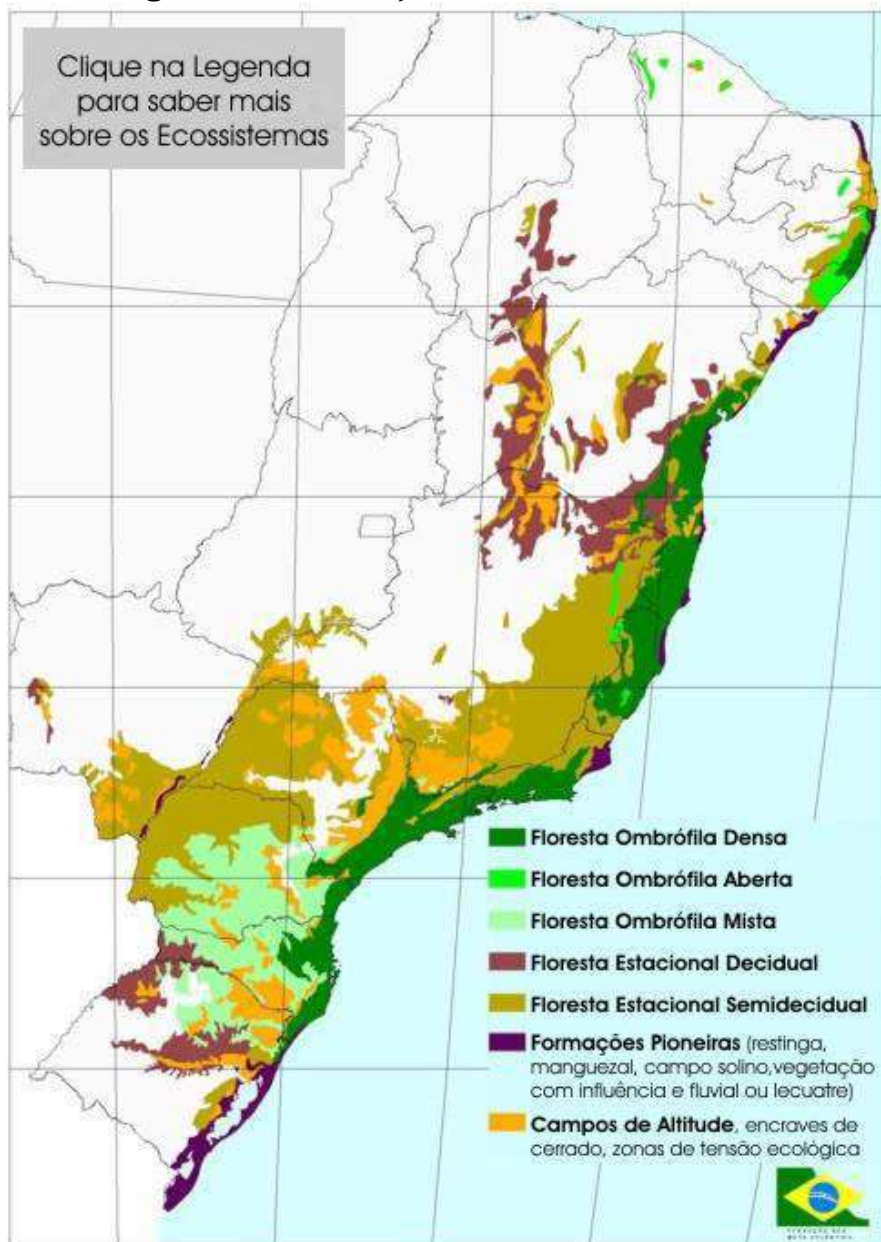 Clique na Legenda
para saber mais
sobre os Ecossistemas
Floresta Ombrófila Densa
Floresta Ombrófila Aberta
Floresta Ombrófila Mista
Floresta Estacional Decidual
Floresta Estacional Semidecidual
Formações Pioneiras (restinga,
manguezal, campo solino,vegetação
com influência e fluvial ou lecuatre)
Campos de Altitude, encraves de
cerrado, zonas de tensão ecológica